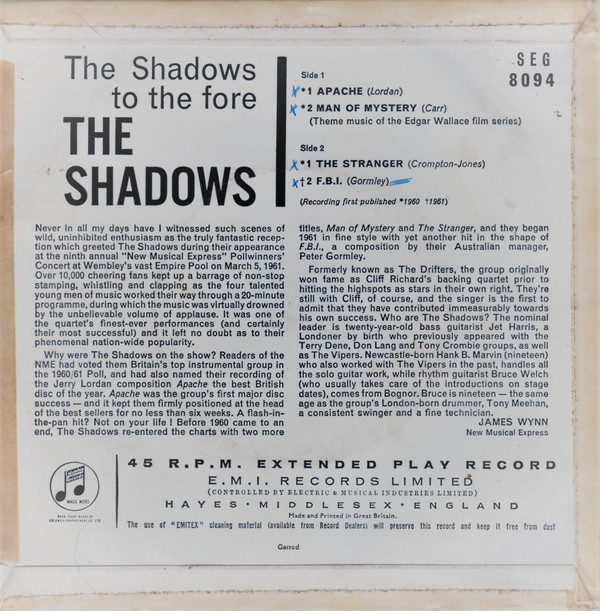 The Shadows
to the fore
THE
SHADOWS
SEG
8094
Side 1
*1 APACHE (Lordan)
*2 MAN OF MYSTERY (Carr)
(Theme music of the Edgar Wallace film series)
Side 2
*1 THE STRANGER (Crompton-Jones)
†2 F.B.I. (Gormley)
(Recording first published *1960 †1961)
Never in all my days have I witnessed such scenes of
wild, uninhibited enthusiasm as the truly fantastic recep-
tion which greeted The Shadows during their appearance
at the ninth annual "New Musical Express" Pollwinners'
Concert at Wembley's vast Empire Pool on March 5, 1961.
Over 10,000 cheering fans kept up a barrage of non-stop
stamping, whistling and clapping as the four talented
young men of music worked their way through a 20-minute
programme, during which the music was virtually drowned
by the unbelievable volume of applause. It was one of
the quartet's finest-ever performances (and certainly
their most successful) and it left no doubt as to their
phenomenal nation-wide popularity.
Why were The Shadows on the show? Readers of the
NME had voted them Britain's top instrumental group in
the 1960/61 Poll, and had also named their recording of
the Jerry Lordan composition Apache the best British
disc of the year. Apache was the group's first major disc
success — and it kept them firmly positioned at the head
of the best sellers for no less than six weeks. A flash-in-
the-pan hit? Not on your life! Before 1960 came to an
end, The Shadows re-entered the charts with two more
titles, Man of Mystery and The Stranger, and they began
1961 in fine style with yet another hit in the shape of
F.B.I., a composition by their Australian manager,
Peter Gormley.
Formerly known as The Drifters, the group originally
won fame as Cliff Richard's backing quartet prior to
hitting the highspots as stars in their own right. They're
still with Cliff, of course, and the singer is the first to
admit that they have contributed immeasurably towards
his own success. Who are The Shadows? The nominal
leader is twenty-year-old bass guitarist Jet Harris, a
Londoner by birth who previously appeared with the
Terry Dene, Don Lang and Tony Crombie groups, as well
as The Vipers. Newcastle-born Hank B. Marvin (nineteen)
who also worked with The Vipers in the past, handles all
the solo guitar work, while rhythm guitarist Bruce Welch
(who usually takes care of the introductions on stage
dates), comes from Bognor. Bruce is nineteen — the same
age as the group's London-born drummer, Tony Meehan,
a consistent swinger and a fine technician.
JAMES WYNN
New Musical Express
MAGIC NOTES
45 R.P.M. EXTENDED PLAY RECORD
E.M.I. RECORDS LIMITED
(CONTROLLED BY ELECTRIC & MUSICAL INDUSTRIES LIMITED)
HAYES · MIDDLESEX · ENGLAND
Made and Printed in Great Britain.
The use of "EMITEX" cleaning material (available from Record Dealers) will preserve this record and keep it free from dust
Garrod